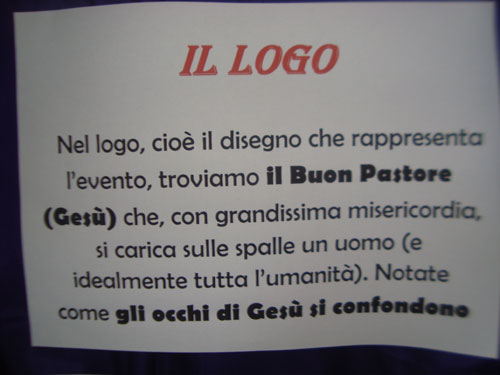 IL LOGO
Nel logo, cioè il disegno che rappresenta
l'evento, troviamo il Buon Pastore
(Gesù) che, con grandissima misericordia,
si carica sulle spalle un uomo (e
idealmente tutta l'umanità). Notate
come gli occhi di Gesù si confondono